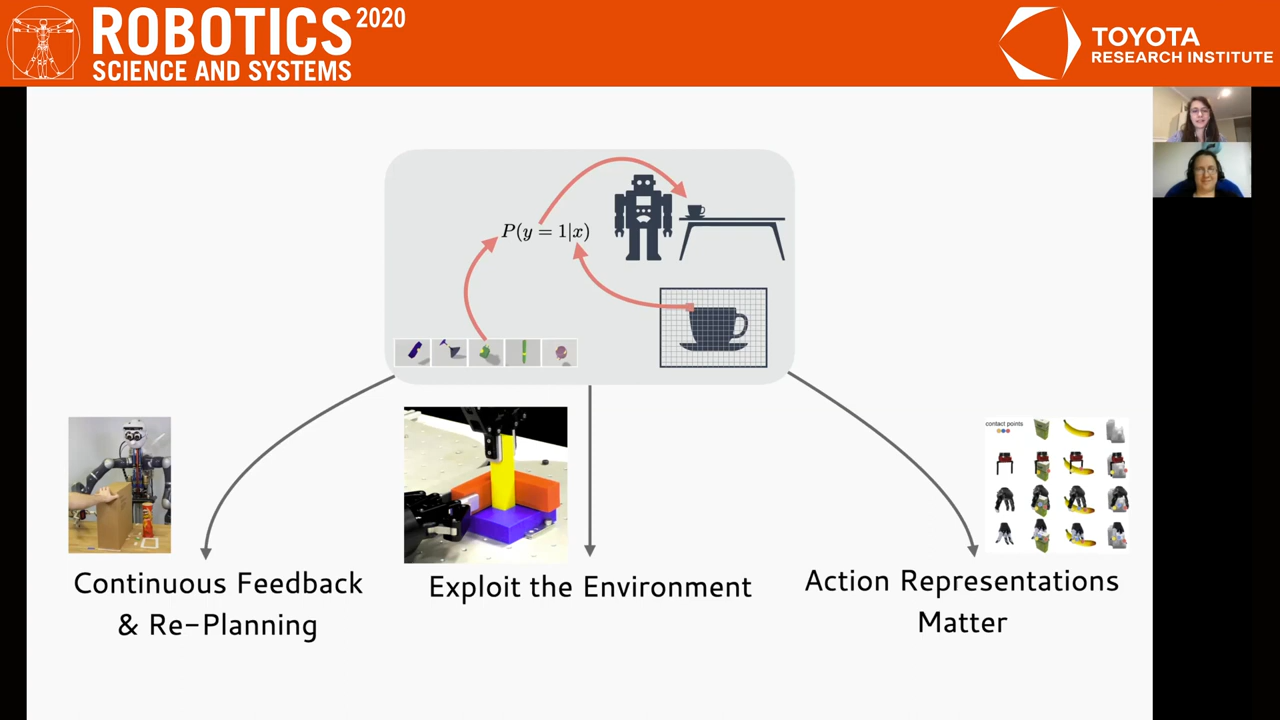 ROBOTICS 2020
SCIENCE AND SYSTEMS
TOYOTA
RESEARCH INSTITUTE
P(y = 1|x)
contact points
Continuous Feedback
& Re-Planning
Exploit the Environment
Action Representations
Matter